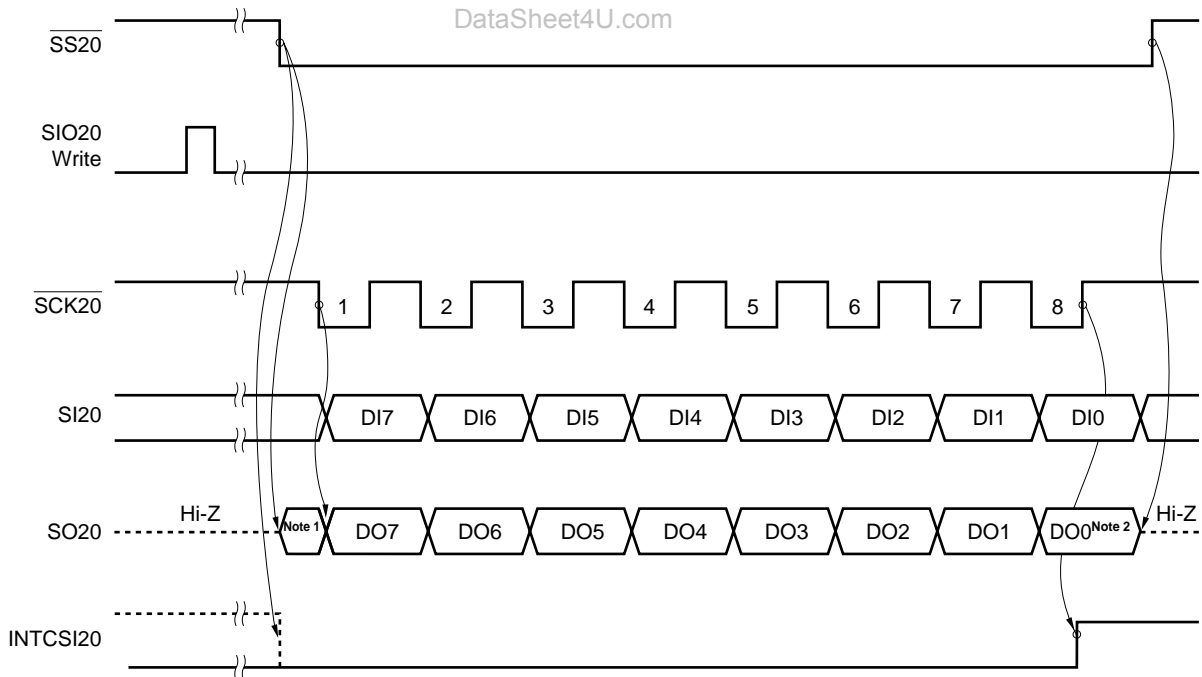 DataSheet4U.com
SS20
SIO20
Write
SCK20
1 2 3 4 5 6 7 8
SI20
DI7 DI6 DI5 DI4 DI3 DI2 DI1 DI0
SO20
Hi-Z Note 1 DO7 DO6 DO5 DO4 DO3 DO2 DO1 DO0 Note 2 Hi-Z
INTCSI20